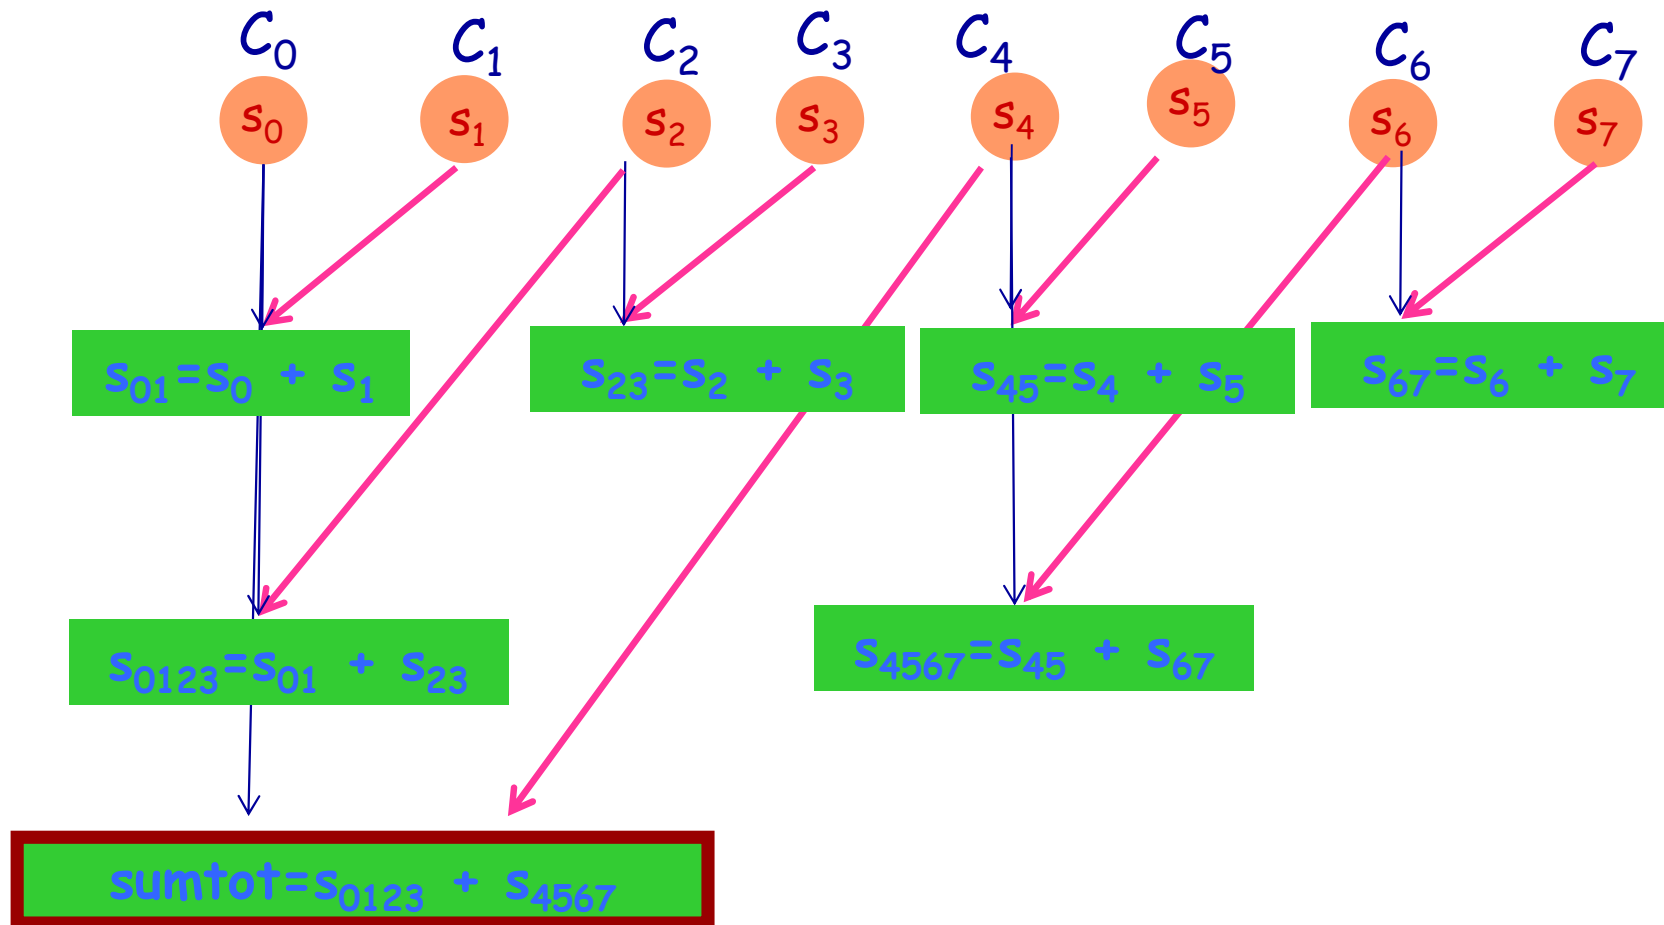 C₀ C₁ C₂ C₃ C₄ C₅ C₆ C₇
s₀ s₁ s₂ s₃ s₄ s₅ s₆ s₇
s₀₁=s₀ + s₁ s₂₃=s₂ + s₃ s₄₅=s₄ + s₅ s₆₇=s₆ + s₇
s₀₁₂₃=s₀₁ + s₂₃ s₄₅₆₇=s₄₅ + s₆₇
sumtot=s₀₁₂₃ + s₄₅₆₇